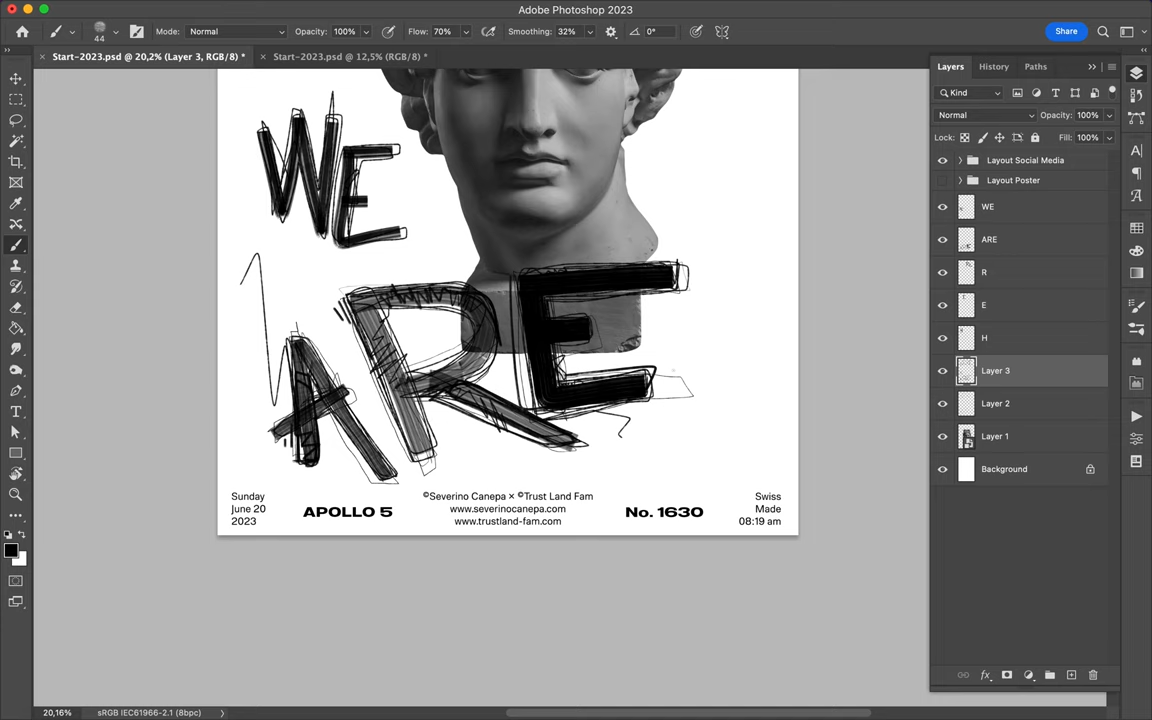 Adobe Photoshop 2023
44
Mode: Normal
Opacity: 100%
Flow: 70%
Smoothing: 32%
0°
Share
× Start-2023.psd @ 20,2% (Layer 3, RGB/8) *
× Start-2023.psd @ 12,5% (RGB/8) *
Layers History Paths
Kind
Normal
Opacity: 100%
Lock:
Fill: 100%
Layout Social Media
Layout Poster
WE
ARE
R
E
H
Layer 3
Layer 2
Layer 1
Background
fx
WE
ARE
Sunday
June 20
2023
APOLLO 5
©Severino Canepa × ©Trust Land Fam
www.severinocanepa.com
www.trustland-fam.com
No. 1630
Swiss
Made
08:19 am
20,16%
sRGB IEC61966-2.1 (8bpc)